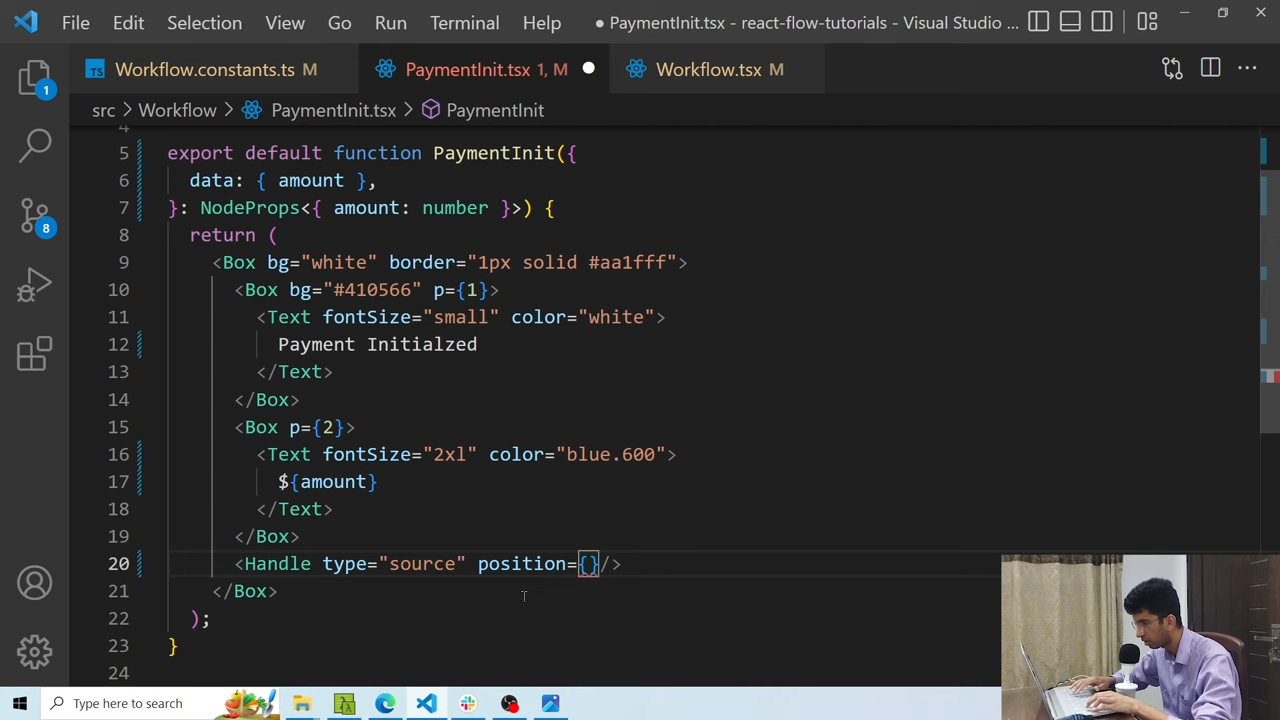 File Edit Selection View Go Run Terminal Help ● PaymentInit.tsx - react-flow-tutorials - Visual Studio ...
TS Workflow.constants.ts M PaymentInit.tsx 1, M Workflow.tsx M
src > Workflow > PaymentInit.tsx > PaymentInit
1
8
4
5 export default function PaymentInit({
6 data: { amount },
7 }: NodeProps<{ amount: number }>) {
8 return (
9 <Box bg="white" border="1px solid #aa1fff">
10 <Box bg="#410566" p={1}>
11 <Text fontSize="small" color="white">
12 Payment Initialzed
13 </Text>
14 </Box>
15 <Box p={2}>
16 <Text fontSize="2xl" color="blue.600">
17 ${amount}
18 </Text>
19 </Box>
20 <Handle type="source" position={}/>
21 </Box>
22 );
23 }
24
Type here to search